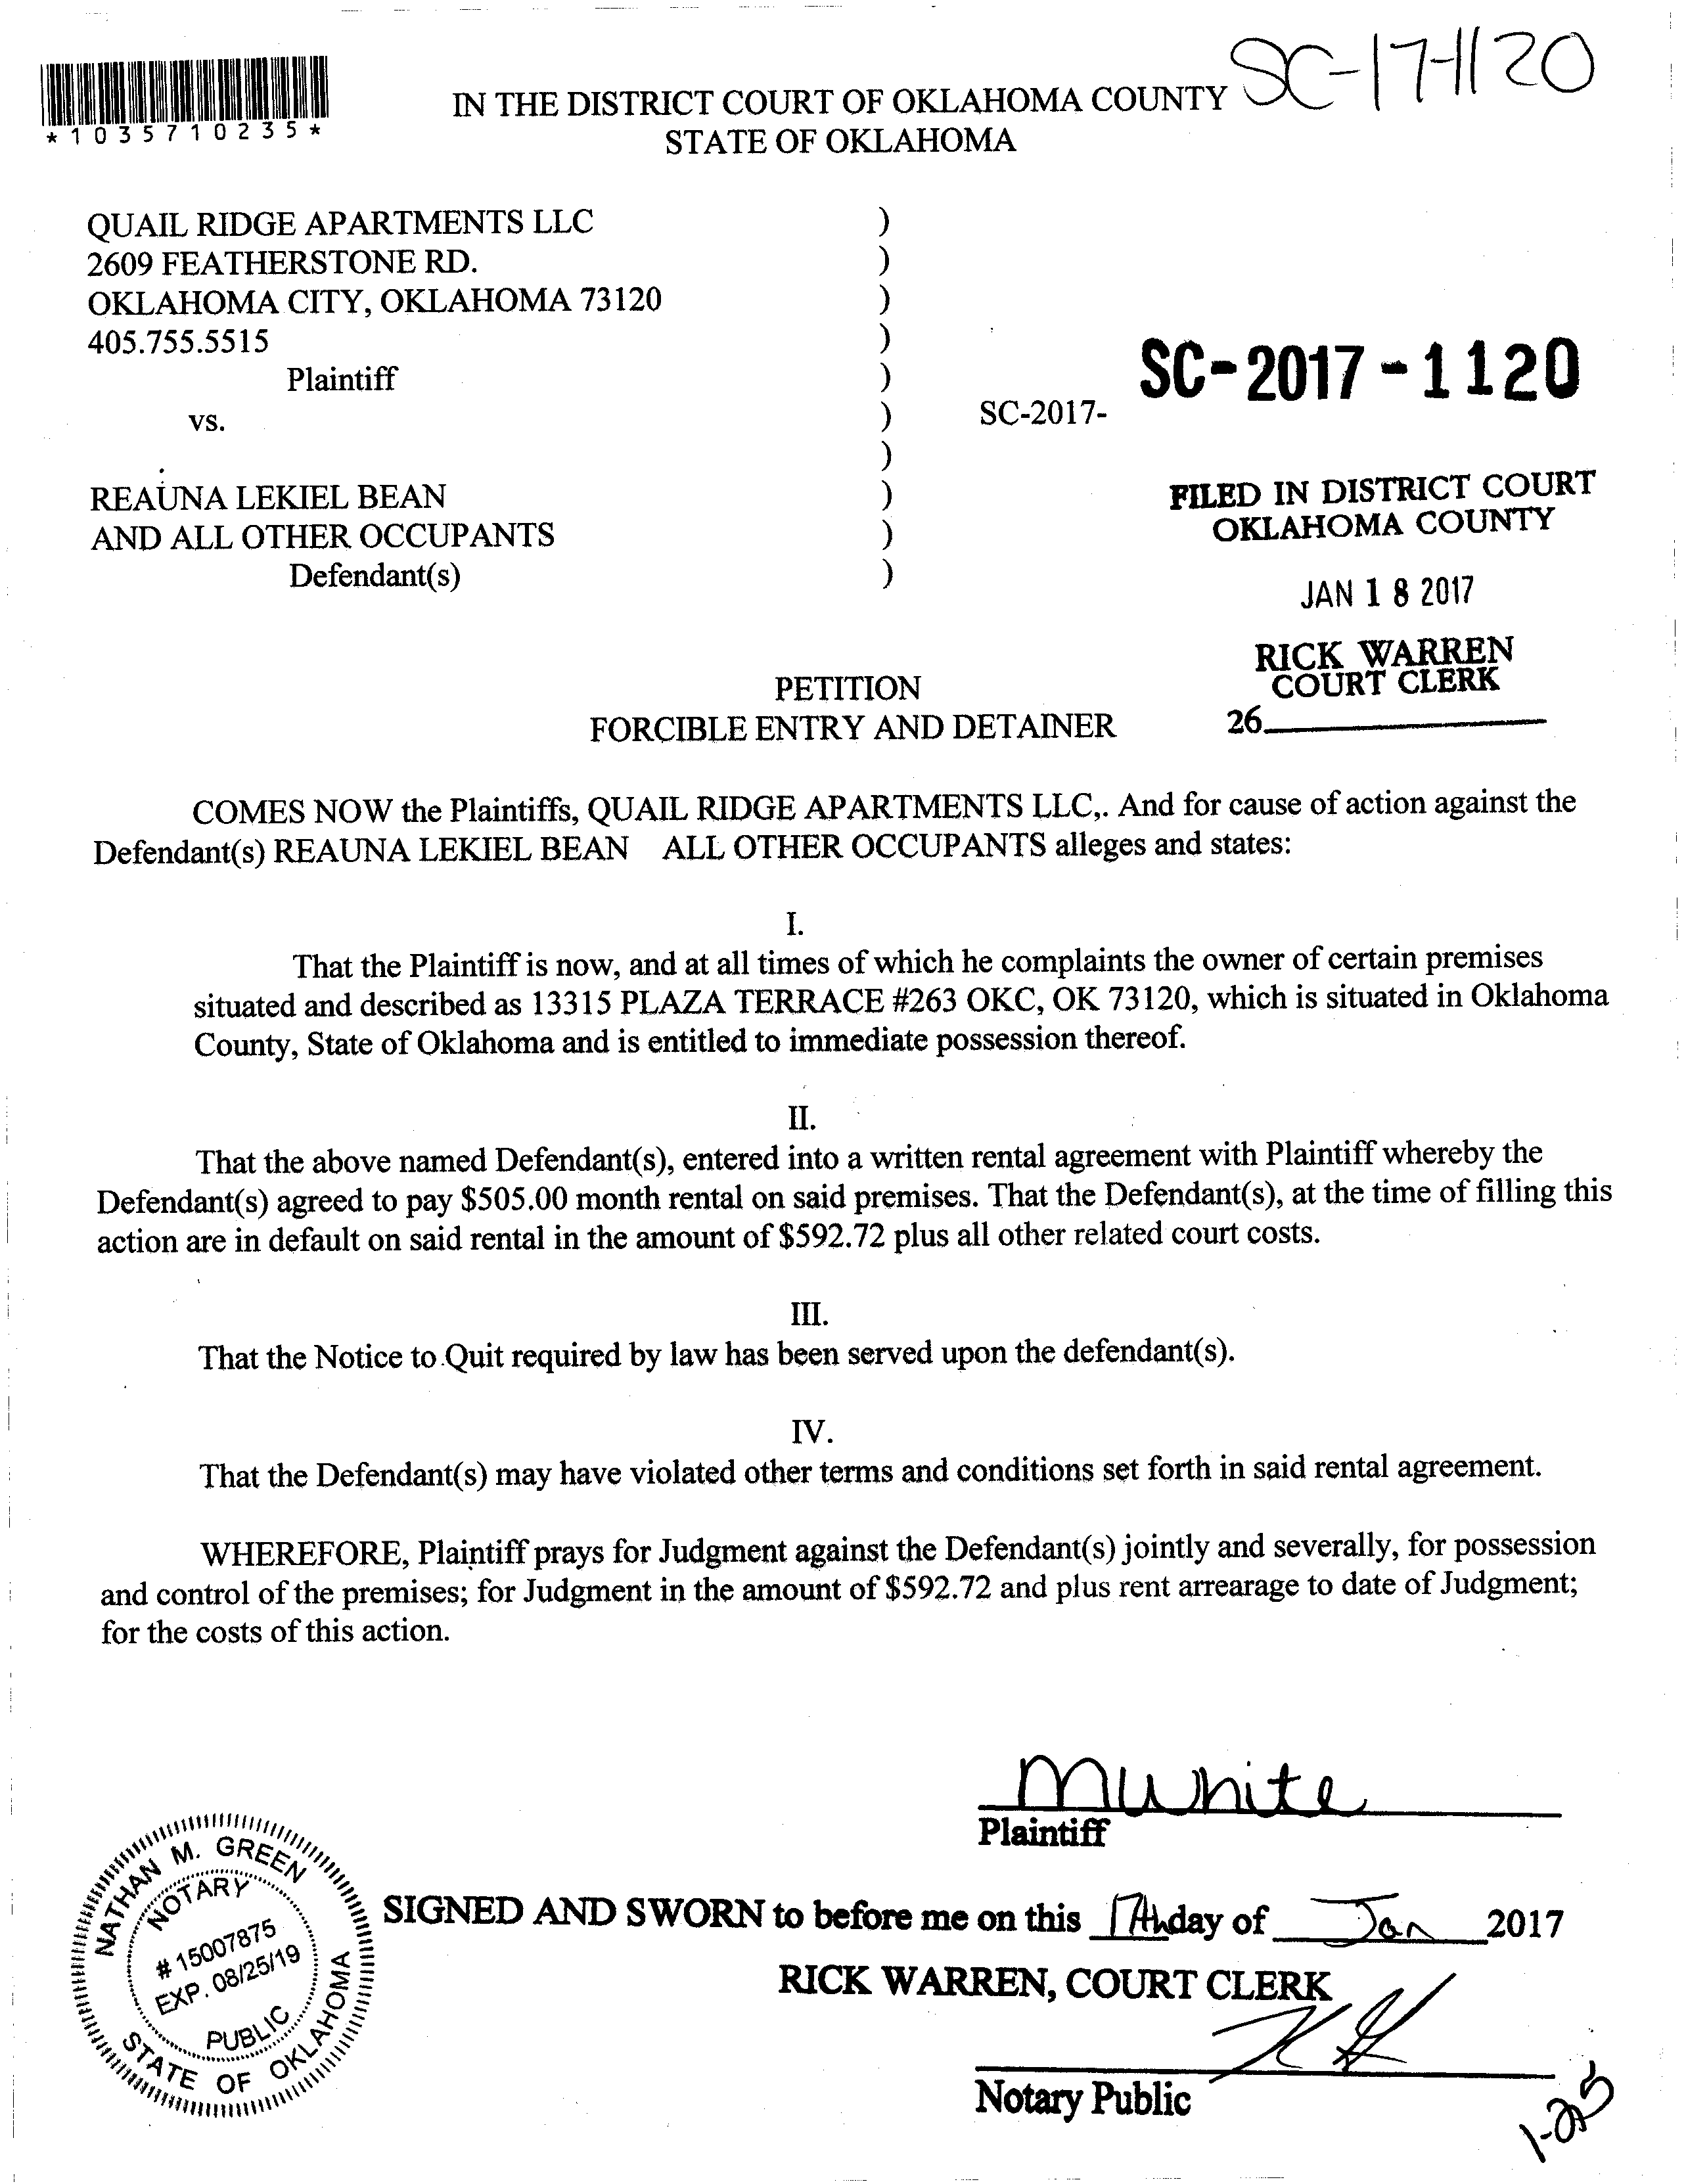 SC-17-1120
*1035710235*
IN THE DISTRICT COURT OF OKLAHOMA COUNTY
STATE OF OKLAHOMA
QUAIL RIDGE APARTMENTS LLC )
2609 FEATHERSTONE RD. )
OKLAHOMA CITY, OKLAHOMA 73120 )
405.755.5515 )
Plaintiff )
SC-2017-1120
vs. ) SC-2017-
)
REAUNA LEKIEL BEAN )
AND ALL OTHER OCCUPANTS )
Defendant(s) )
FILED IN DISTRICT COURT
OKLAHOMA COUNTY
JAN 18 2017
RICK WARREN
COURT CLERK
26
PETITION
FORCIBLE ENTRY AND DETAINER
COMES NOW the Plaintiffs, QUAIL RIDGE APARTMENTS LLC,. And for cause of action against the
Defendant(s) REAUNA LEKIEL BEAN ALL OTHER OCCUPANTS alleges and states:
I.
That the Plaintiff is now, and at all times of which he complaints the owner of certain premises
situated and described as 13315 PLAZA TERRACE #263 OKC, OK 73120, which is situated in Oklahoma
County, State of Oklahoma and is entitled to immediate possession thereof.
II.
That the above named Defendant(s), entered into a written rental agreement with Plaintiff whereby the
Defendant(s) agreed to pay $505.00 month rental on said premises. That the Defendant(s), at the time of filling this
action are in default on said rental in the amount of $592.72 plus all other related court costs.
III.
That the Notice to Quit required by law has been served upon the defendant(s).
IV.
That the Defendant(s) may have violated other terms and conditions set forth in said rental agreement.
WHEREFORE, Plaintiff prays for Judgment against the Defendant(s) jointly and severally, for possession
and control of the premises; for Judgment in the amount of $592.72 and plus rent arrearage to date of Judgment;
for the costs of this action.
MWhite
Plaintiff
NATHAN M. GREEN
NOTARY
# 15007875
EXP. 08/25/19
PUBLIC
STATE OF OKLAHOMA
SIGNED AND SWORN to before me on this 17th day of Jan 2017
RICK WARREN, COURT CLERK
Notary Public
1-25